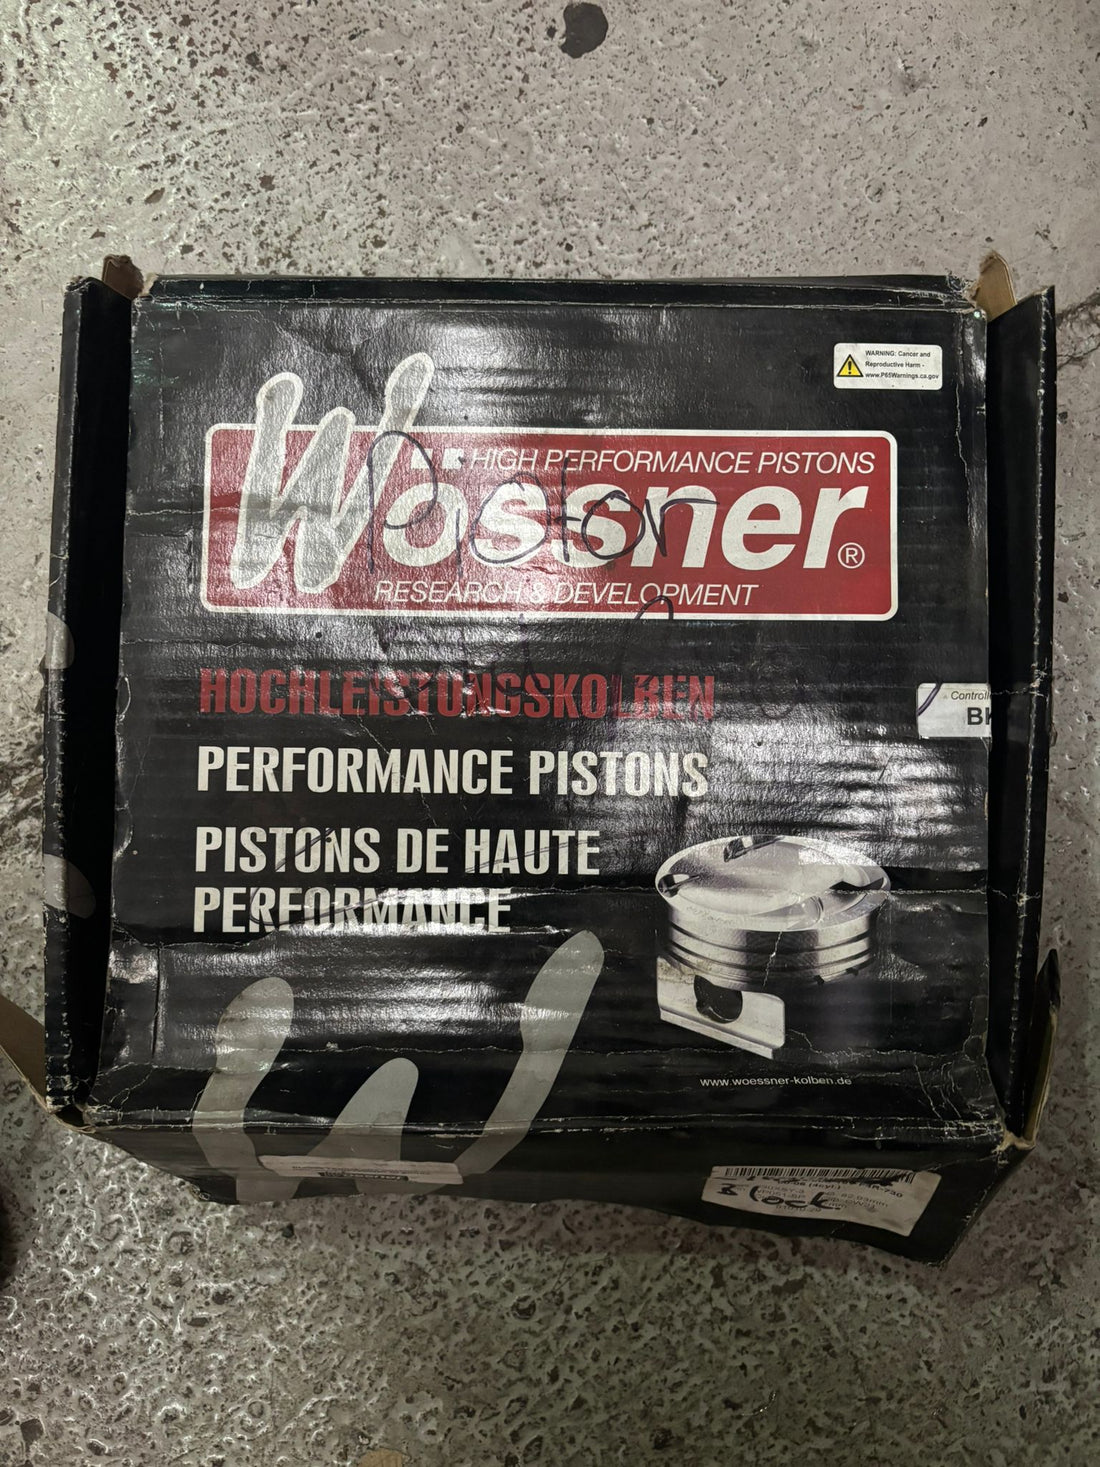 WARNING: Cancer and
Reproductive Harm -
www.P65Warnings.ca.gov
HIGH PERFORMANCE PISTONS
Wössner®
RESEARCH & DEVELOPMENT
Piston
HOCHLEISTUNGSKOLBEN
PERFORMANCE PISTONS
PISTONS DE HAUTE
PERFORMANCE
www.woessner-kolben.de